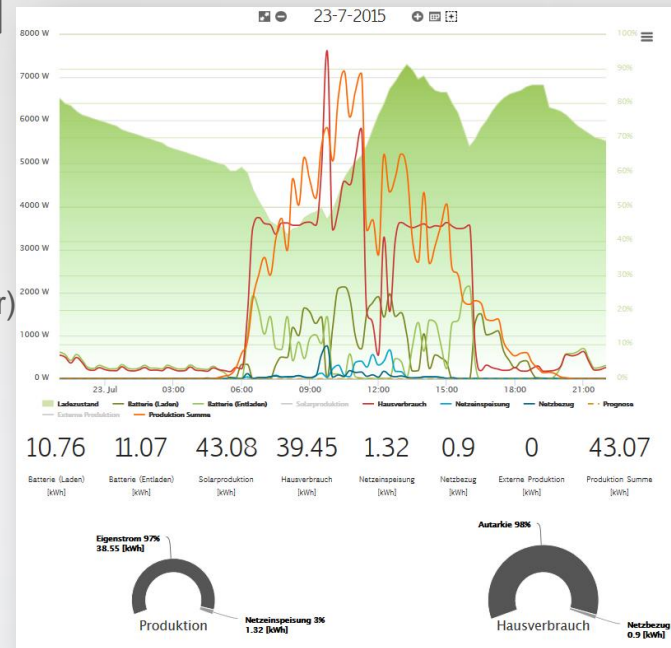 23-7-2015
8000 W
7000 W
6000 W
5000 W
4000 W
3000 W
2000 W
1000 W
0 W
100%
90%
80%
70%
60%
50%
40%
30%
20%
10%
0%
r)
23. Jul 03:00 06:00 09:00 12:00 15:00 18:00 21:00
Ladezustand Batterie (Laden) Batterie (Entladen) Solarproduktion Hausverbrauch Netzeinspeisung Netzbezug Prognose
Externe Produktion Produktion Summe
10.76 11.07 43.08 39.45 1.32 0.9 0 43.07
Batterie (Laden) Batterie (Entladen) Solarproduktion Hausverbrauch Netzeinspeisung Netzbezug Externe Produktion Produktion Summe
[kWh] [kWh] [kWh] [kWh] [kWh] [kWh] [kWh] [kWh]
Eigenstrom 97%
38.55 [kWh]
Produktion
Netzeinspeisung 3%
1.32 [kWh]
Autarkie 98%
Hausverbrauch
Netzbezug
0.9 [kWh]